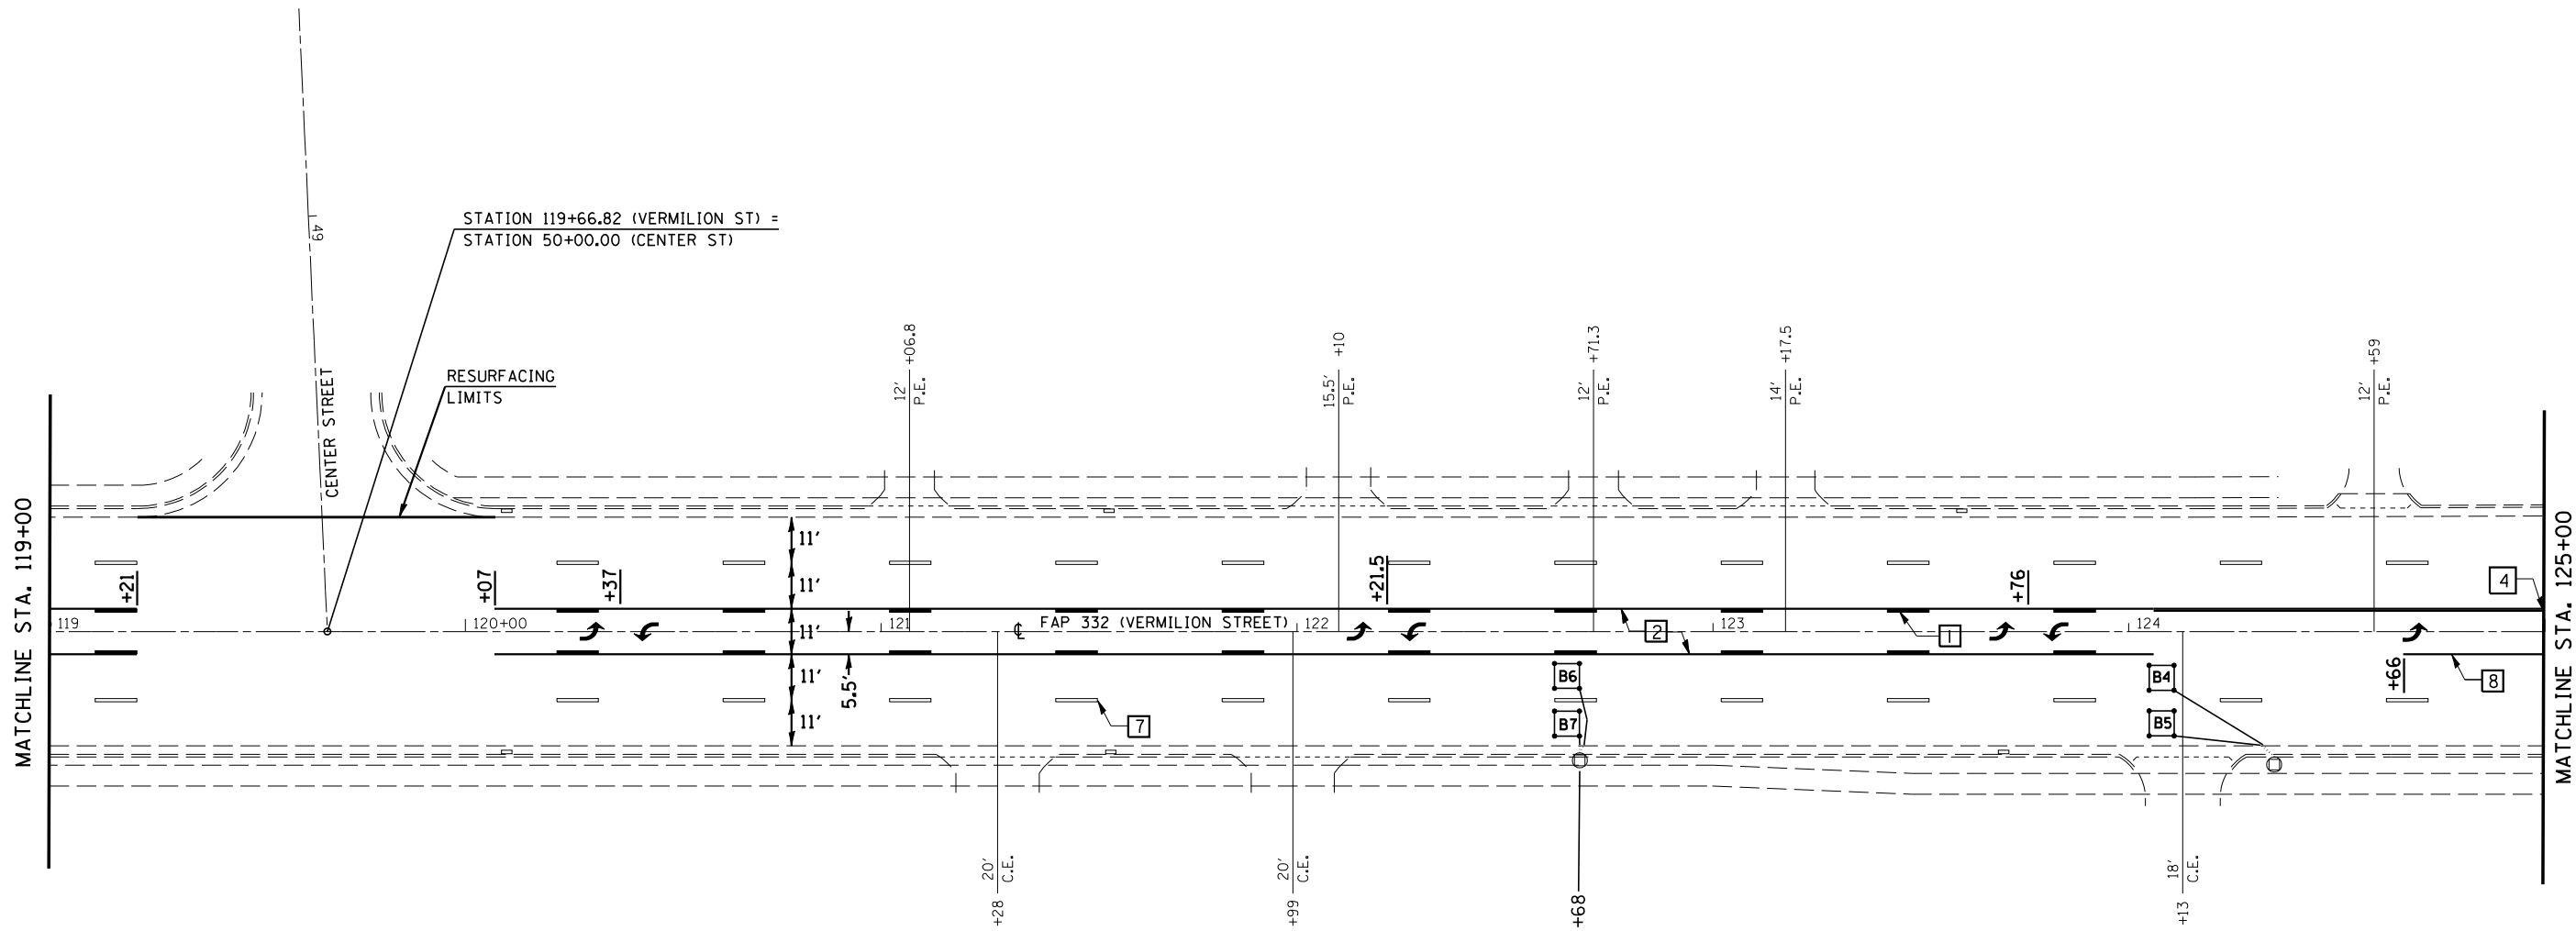 STATION 119+66.82 (VERMILION ST) =
STATION 50+00.00 (CENTER ST)
49
RESURFACING
LIMITS
CENTER STREET
12' +06.8
P.E.
15.5' +10
P.E.
12' +71.3
P.E.
14' +17.5
P.E.
12' +59
P.E.
MATCHLINE STA. 119+00
MATCHLINE STA. 125+00
11'
11'
11'
11'
11'
5.5'
+21
+07
+37
+21.5
+76
+66
4
119
120+00
121
℄ FAP 332 (VERMILION STREET)
122
123
124
2
1
8
7
B6
B7
B4
B5
20'
C.E.
+28
20'
C.E.
+99
+68
18'
C.E.
+13